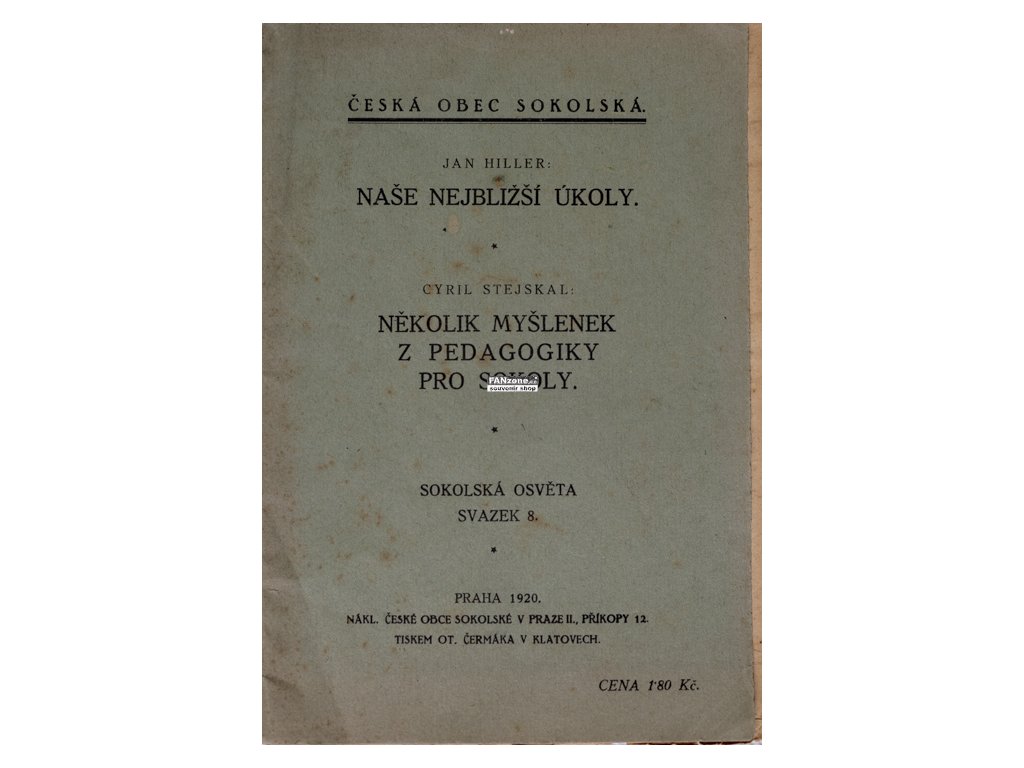 ČESKÁ OBEC SOKOLSKÁ.
JAN HILLER:
NAŠE NEJBLIŽŠÍ ÚKOLY.
CYRIL STEJSKAL:
NĚKOLIK MYŠLENEK
Z PEDAGOGIKY
PRO SOKOLY.
FANzone.cz
souvenir shop
SOKOLSKÁ OSVĚTA
SVAZEK 8.
PRAHA 1920.
NÁKL. ČESKÉ OBCE SOKOLSKÉ V PRAZE II., PŘÍKOPY 12.
TISKEM OT. ČERMÁKA V KLATOVECH.
CENA 1·80 Kč.